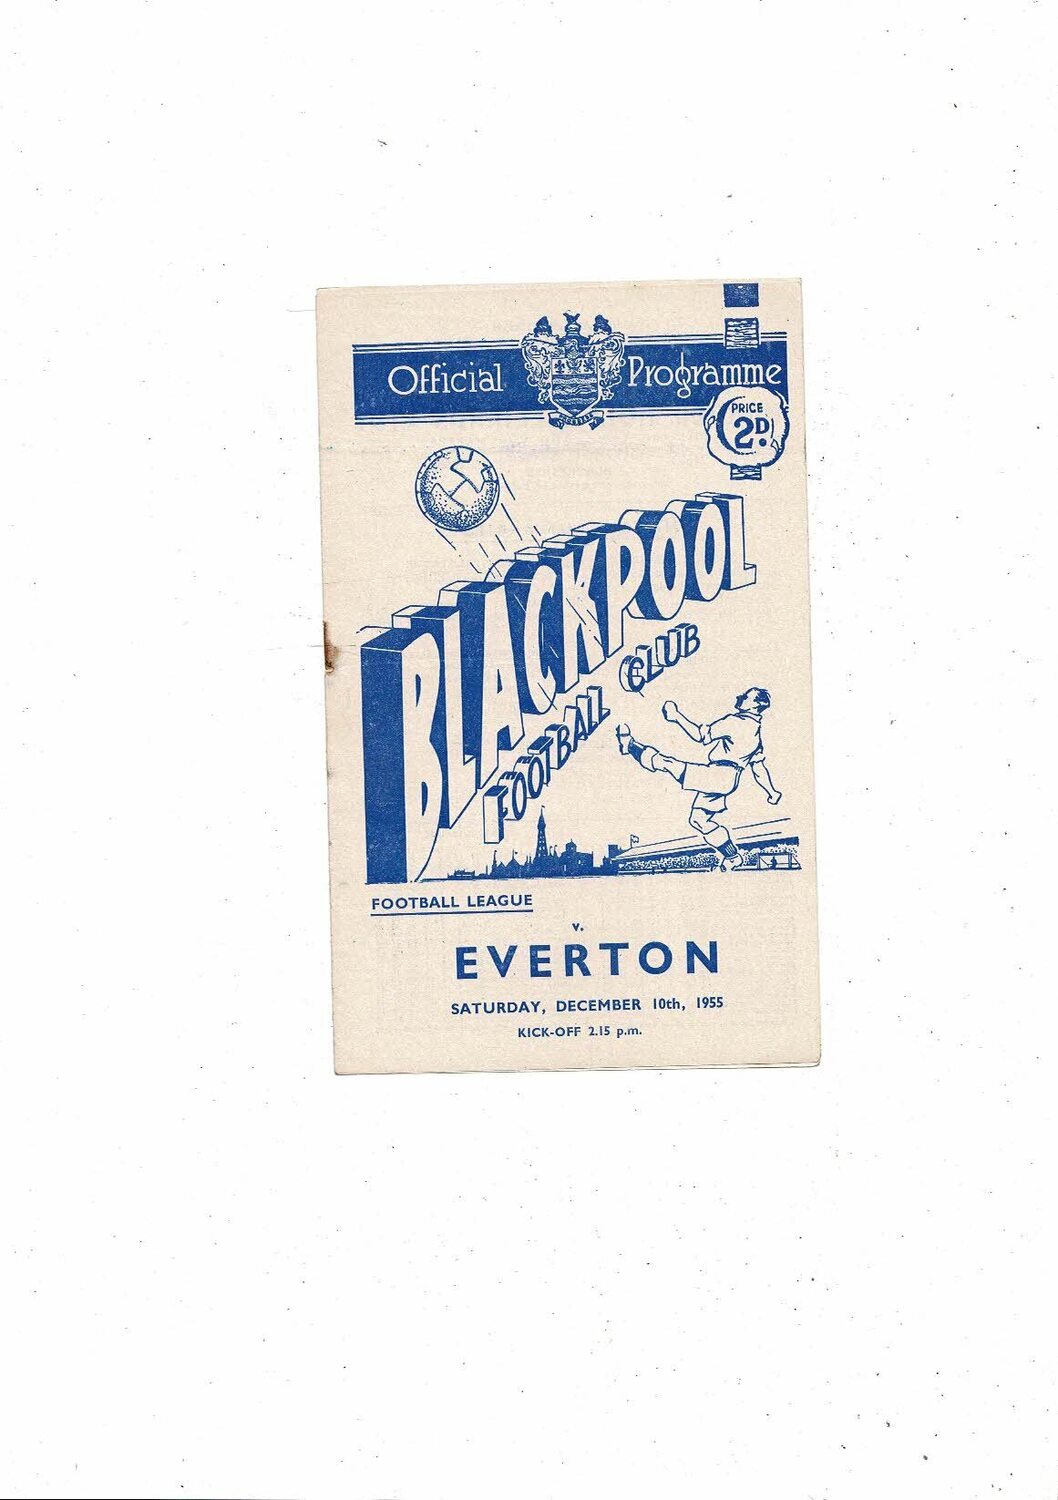 Official Programme
PRICE
2D.
BLACKPOOL
FOOTBALL CLUB
FOOTBALL LEAGUE
v.
EVERTON
SATURDAY, DECEMBER 10th, 1955
KICK-OFF 2.15 p.m.